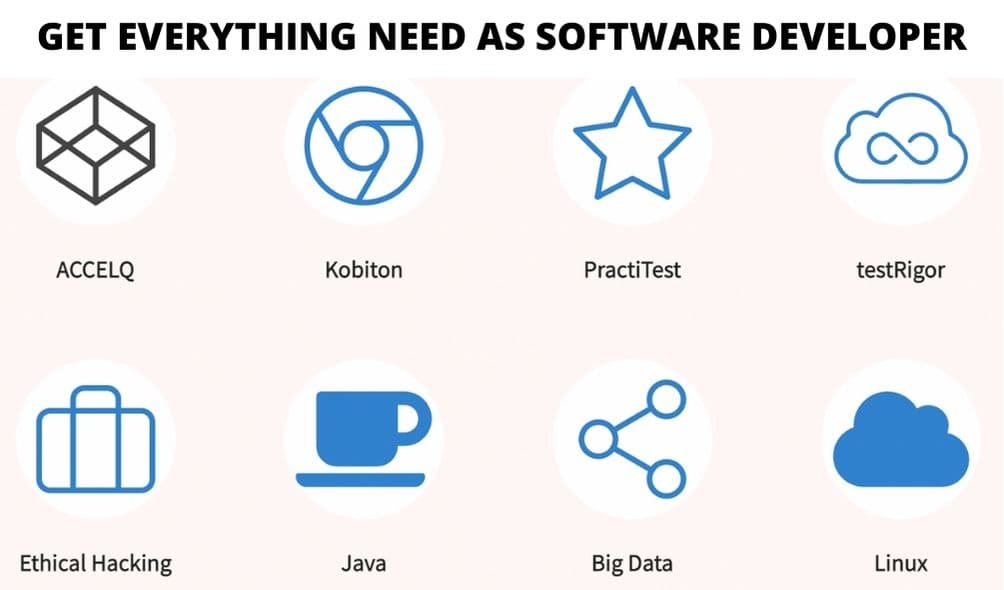 GET EVERYTHING NEED AS SOFTWARE DEVELOPER
ACCELQ
Kobiton
PractiTest
testRigor
Ethical Hacking
Java
Big Data
Linux